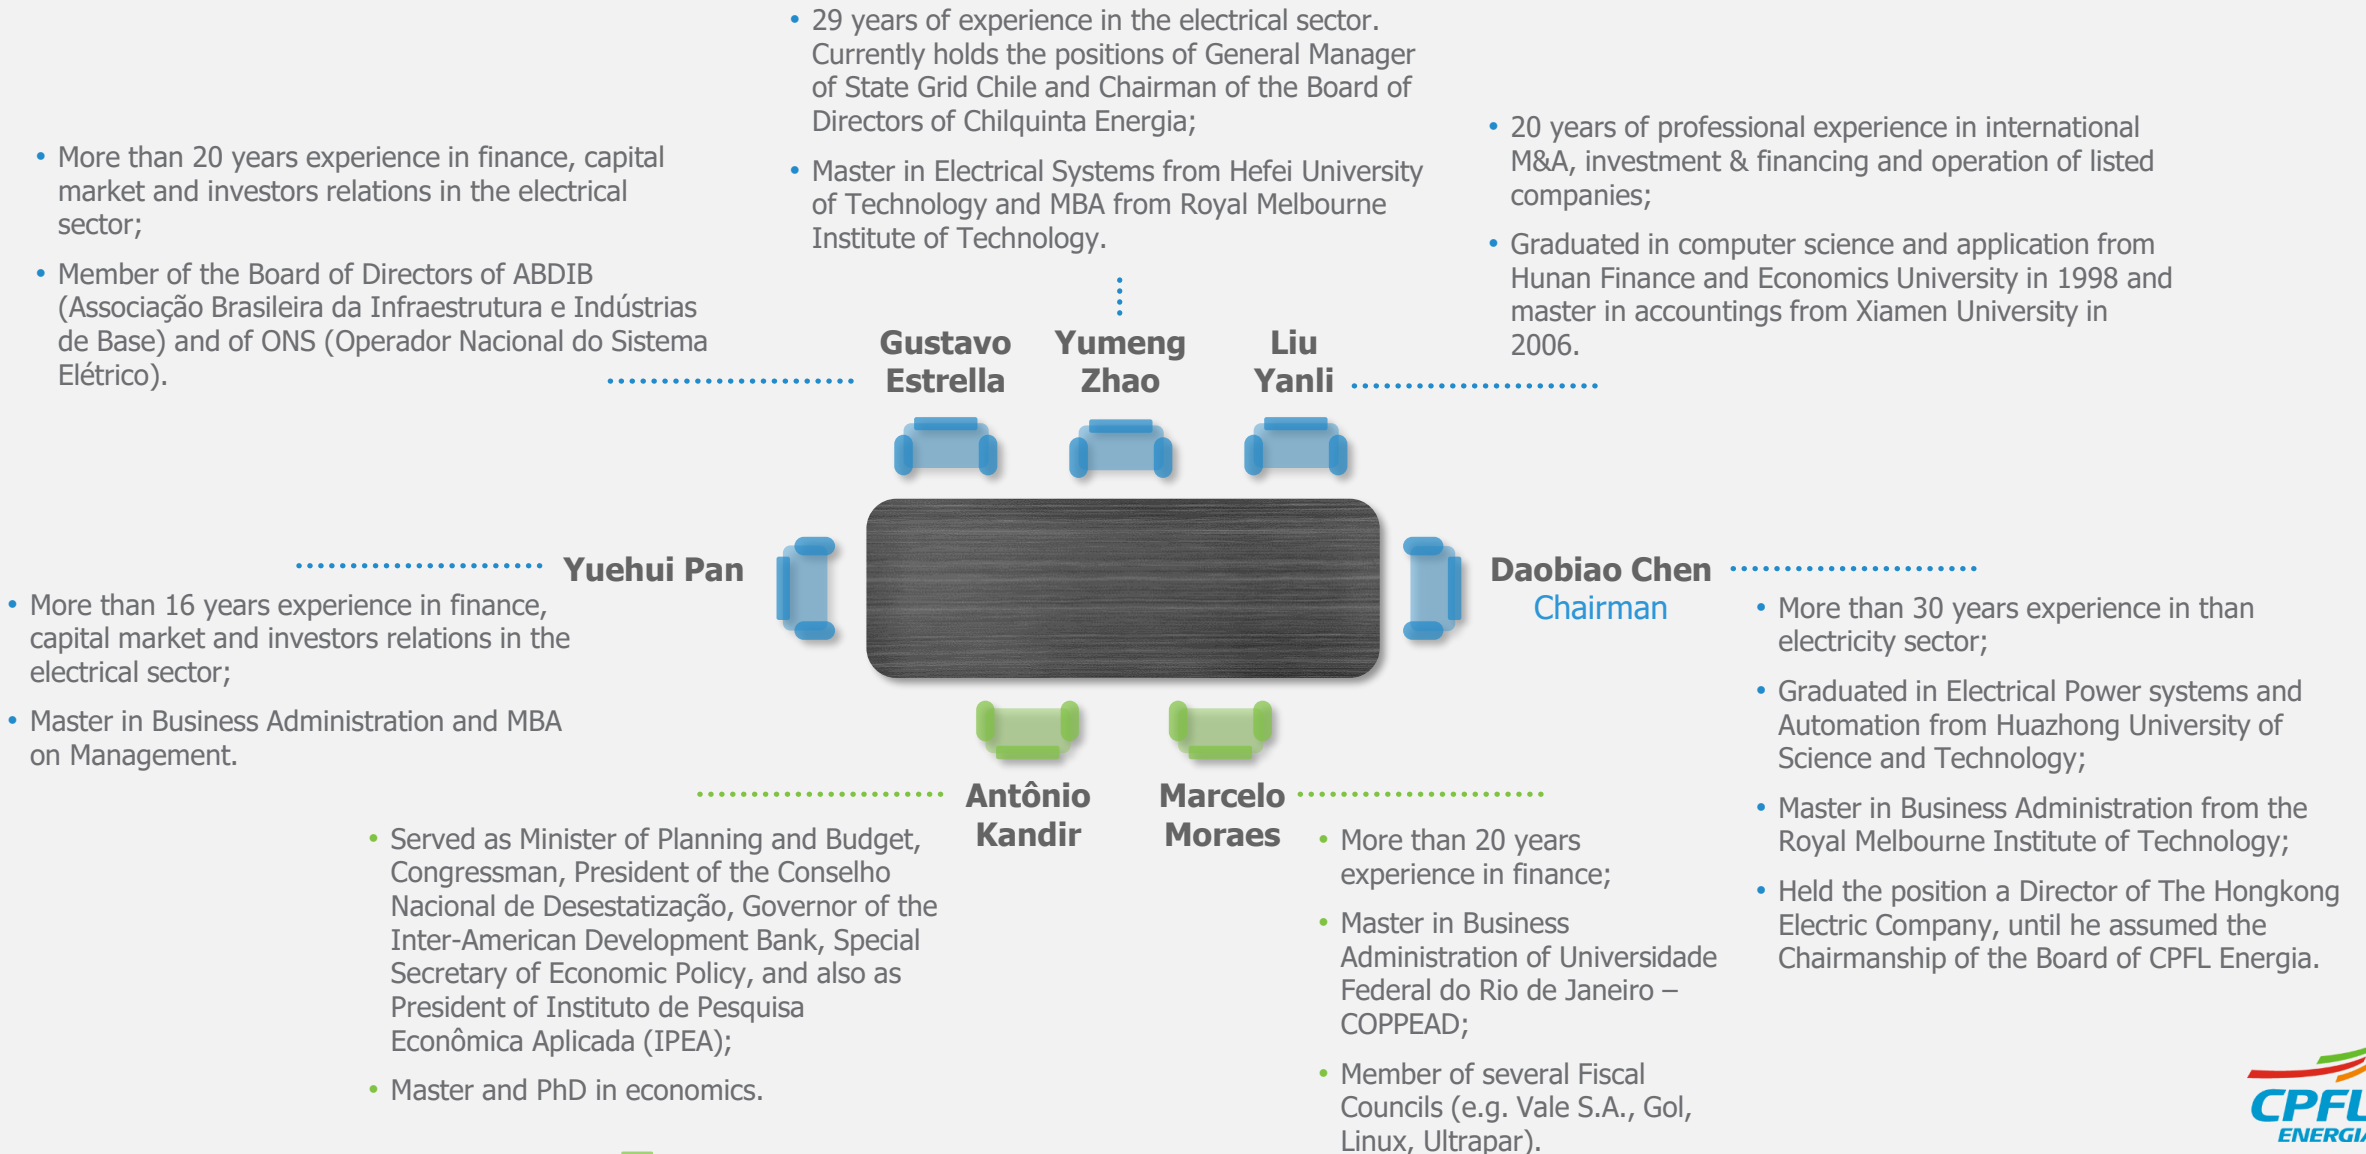 • 29 years of experience in the electrical sector.
Currently holds the positions of General Manager
of State Grid Chile and Chairman of the Board of
Directors of Chilquinta Energia;
• Master in Electrical Systems from Hefei University
of Technology and MBA from Royal Melbourne
Institute of Technology.
• More than 20 years experience in finance, capital
market and investors relations in the electrical
sector;
• Member of the Board of Directors of ABDIB
(Associação Brasileira da Infraestrutura e Indústrias
de Base) and of ONS (Operador Nacional do Sistema
Elétrico).
• 20 years of professional experience in international
M&A, investment & financing and operation of listed
companies;
• Graduated in computer science and application from
Hunan Finance and Economics University in 1998 and
master in accountings from Xiamen University in
2006.
Gustavo
Estrella
Yumeng
Zhao
Liu
Yanli
Yuehui Pan
• More than 16 years experience in finance,
capital market and investors relations in the
electrical sector;
• Master in Business Administration and MBA
on Management.
Daobiao Chen
Chairman
• More than 30 years experience in than
electricity sector;
• Graduated in Electrical Power systems and
Automation from Huazhong University of
Science and Technology;
• Master in Business Administration from the
Royal Melbourne Institute of Technology;
• Held the position a Director of The Hongkong
Electric Company, until he assumed the
Chairmanship of the Board of CPFL Energia.
Antônio
Kandir
• Served as Minister of Planning and Budget,
Congressman, President of the Conselho
Nacional de Desestatização, Governor of the
Inter-American Development Bank, Special
Secretary of Economic Policy, and also as
President of Instituto de Pesquisa
Econômica Aplicada (IPEA);
• Master and PhD in economics.
Marcelo
Moraes
• More than 20 years
experience in finance;
• Master in Business
Administration of Universidade
Federal do Rio de Janeiro –
COPPEAD;
• Member of several Fiscal
Councils (e.g. Vale S.A., Gol,
Linux, Ultrapar).
CPFL
ENERGIA